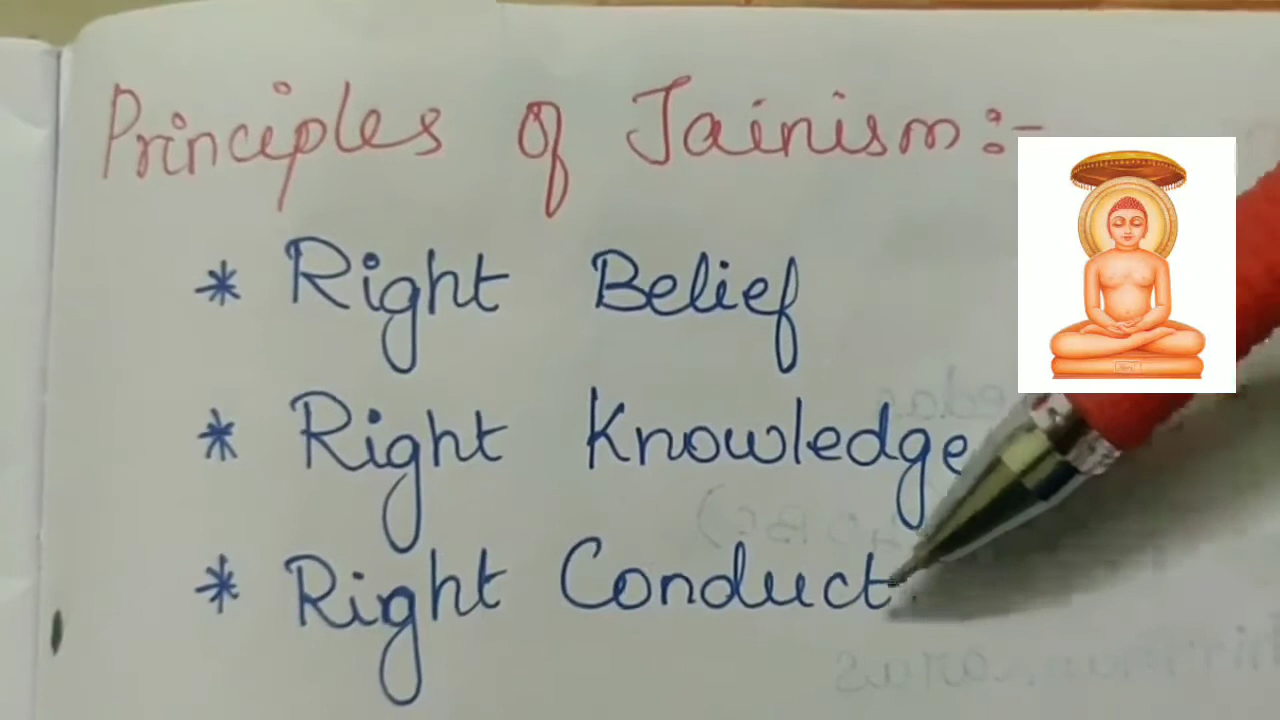 Principles of Jainism:-
* Right Belief
* Right Knowledge
* Right Conduct